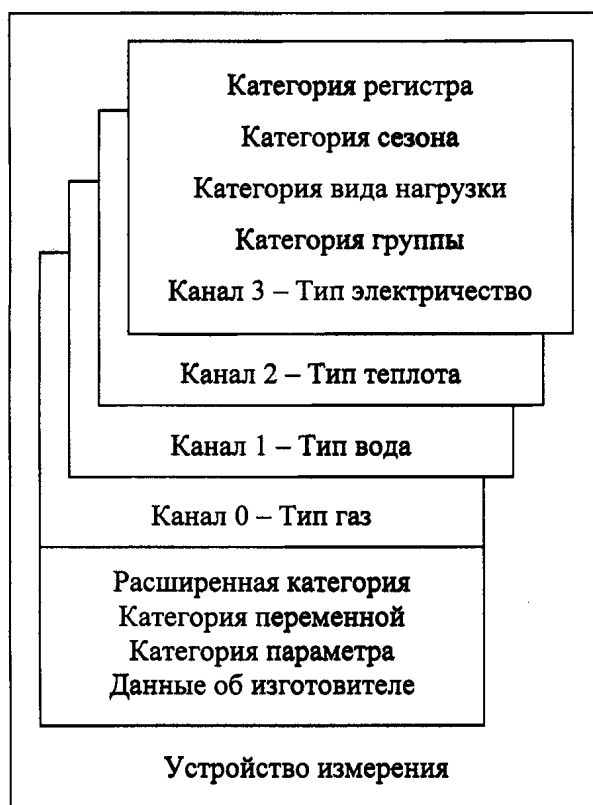 Категория регистра
Категория сезона
Категория вида нагрузки
Категория группы
Канал 3 – Тип электричество
Канал 2 – Тип теплота
Канал 1 – Тип вода
Канал 0 – Тип газ
Расширенная категория
Категория переменной
Категория параметра
Данные об изготовителе
Устройство измерения